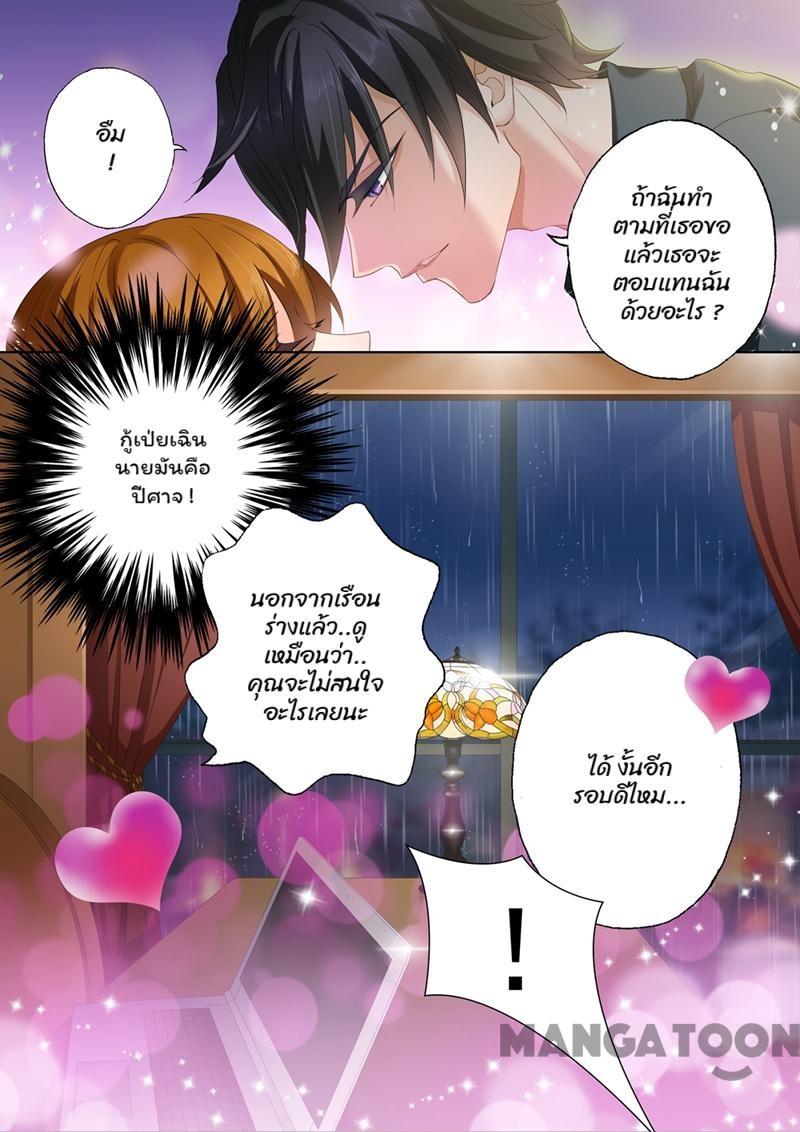 อืม
!
ถ้าฉันทำ
ตามที่เธอขอ
แล้วเธอจะ
ตอบแทนฉัน
ด้วยอะไร ?
กู้เป่ยเฉิน
นายมันคือ
ปีศาจ !
นอกจากเรือน
ร่างแล้ว..ดู
เหมือนว่า..
คุณจะไม่สนใจ
อะไรเลยนะ
ได้ งั้นอีก
รอบดีไหม...
!
MANGATOON